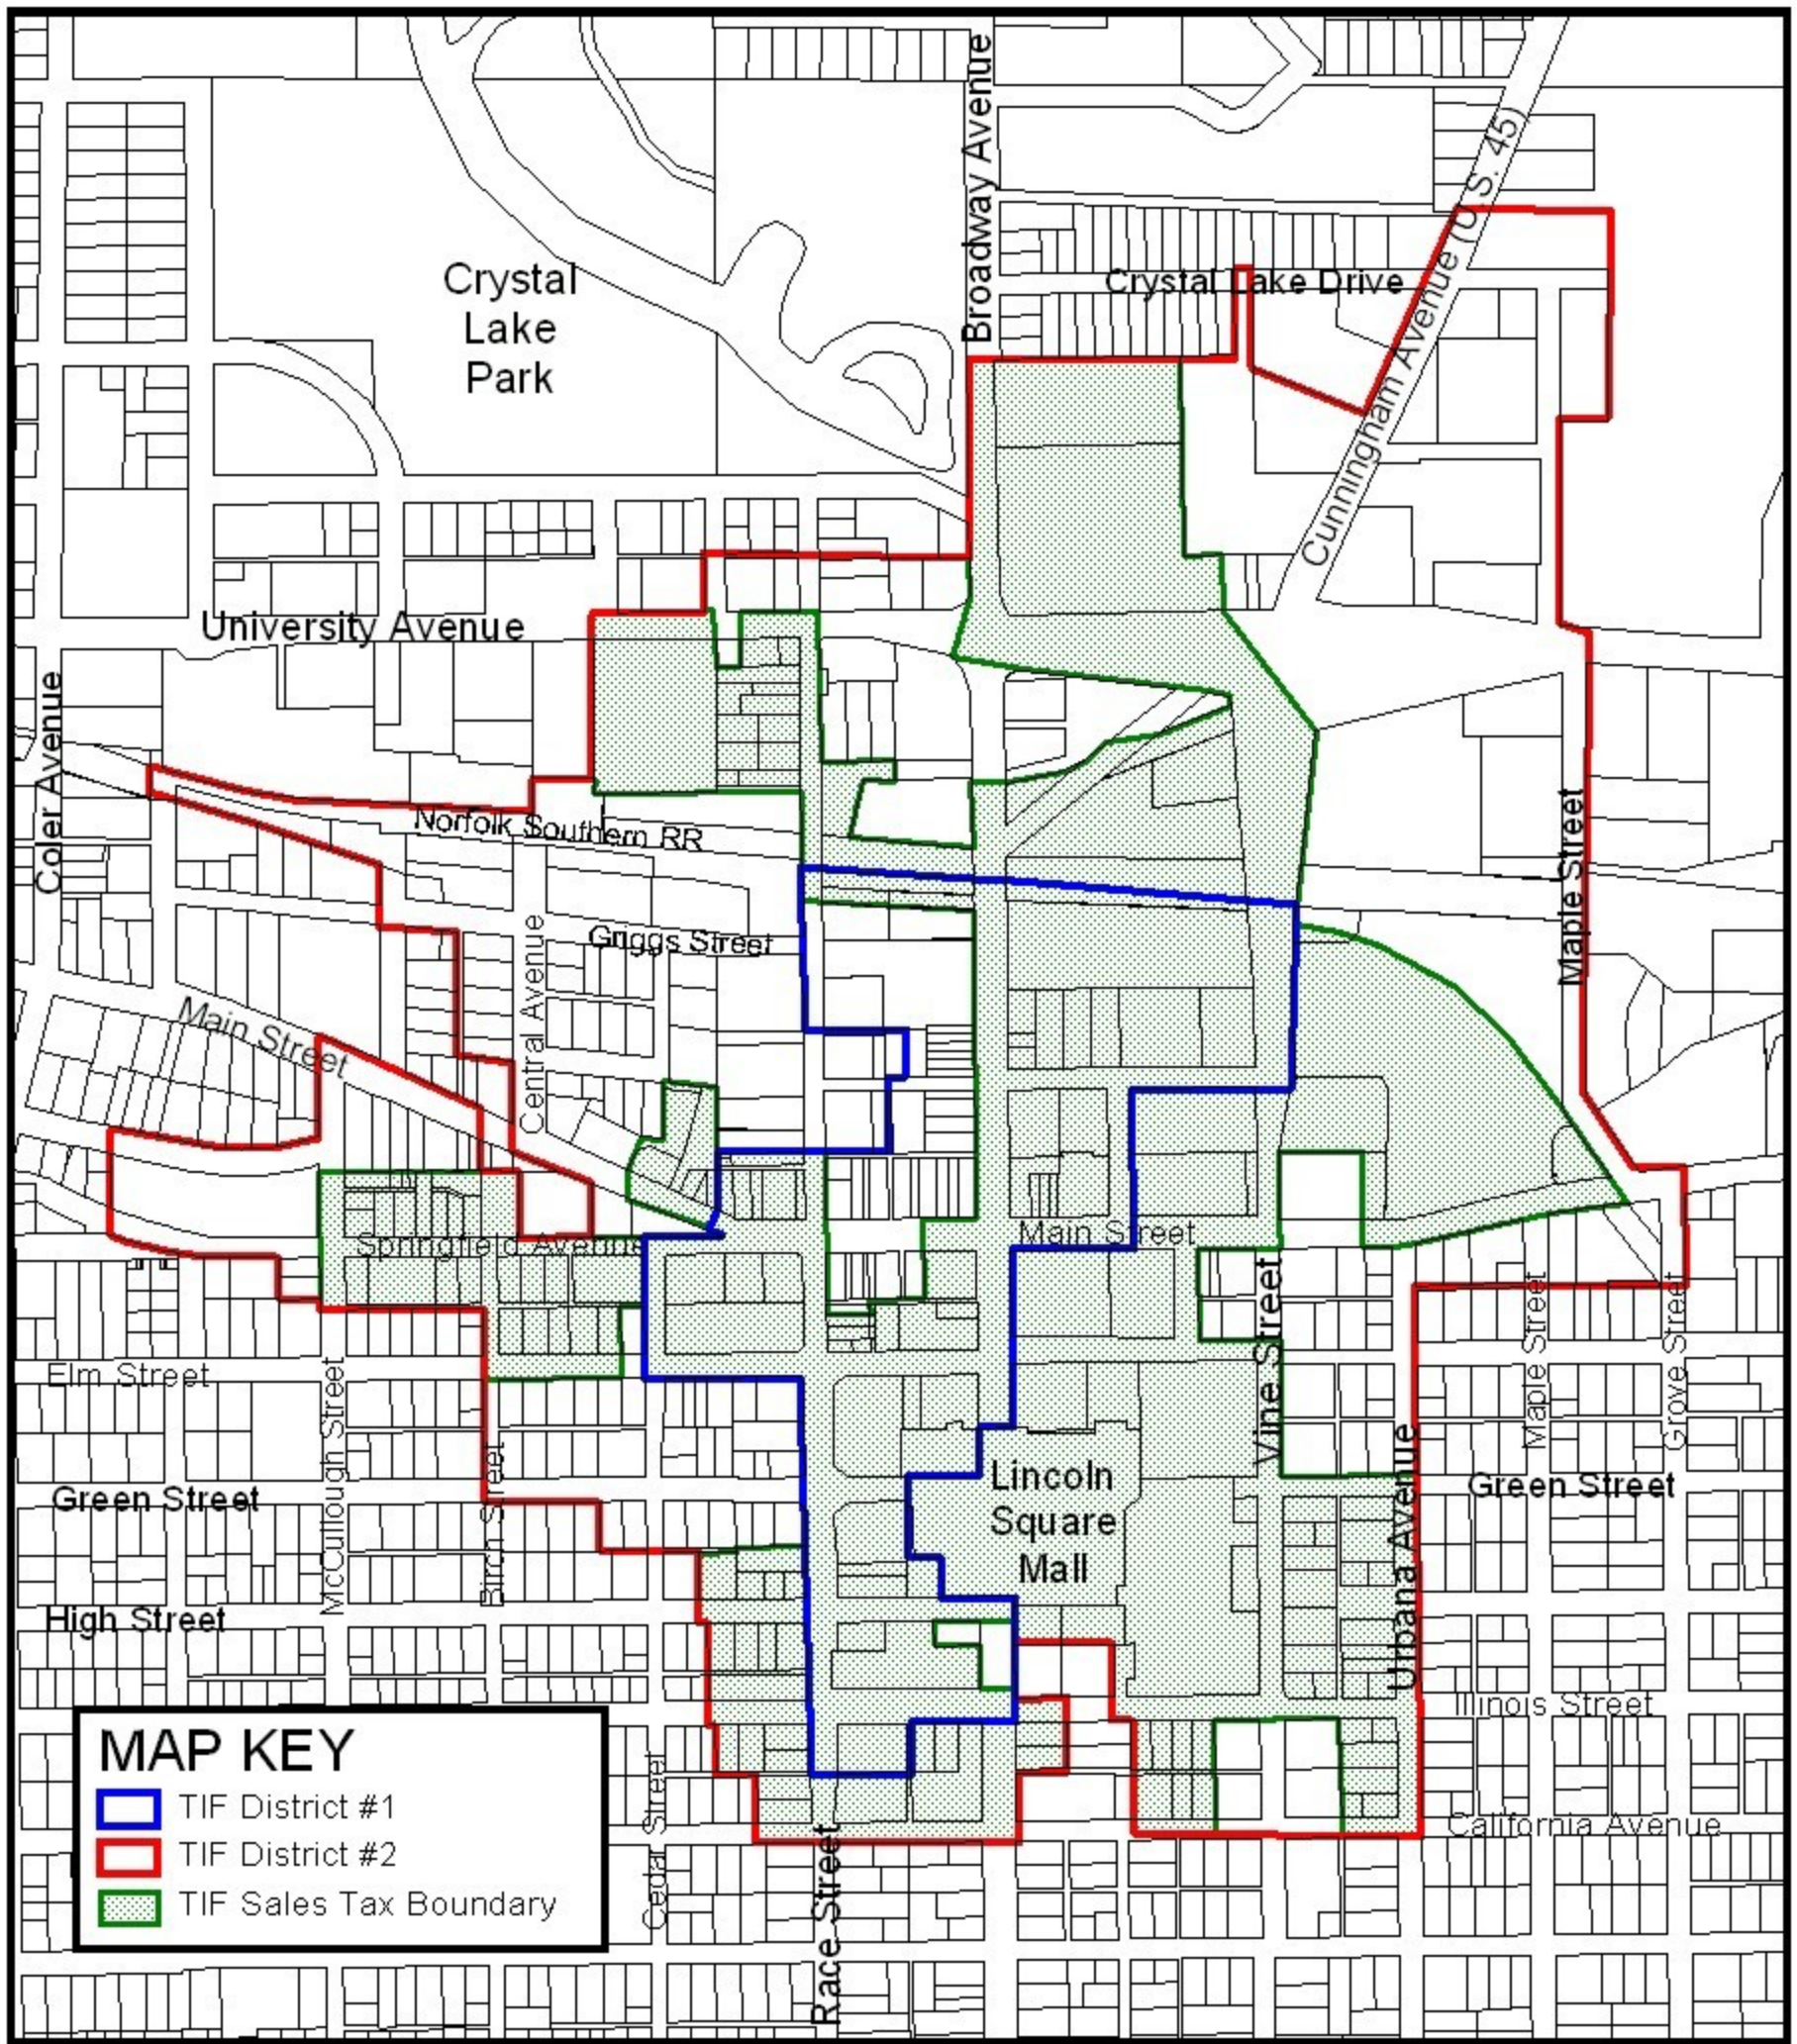 Broadway Avenue
Cunningham Avenue (U.S. 45)
Crystal
Lake
Park
Crystal Lake Drive
University Avenue
Coler Avenue
Norfolk Southern RR
Maple Street
Griggs Street
Central Avenue
Main Street
Main Street
Springfield Avenue
Vine Street
Maple Street
Grove Street
Elm Street
McCullough Street
Birch Street
Urbana Avenue
Lincoln
Square
Mall
Green Street
Green Street
High Street
Illinois Street
California Avenue
Cedar Street
Race Street
MAP KEY
TIF District #1
TIF District #2
TIF Sales Tax Boundary